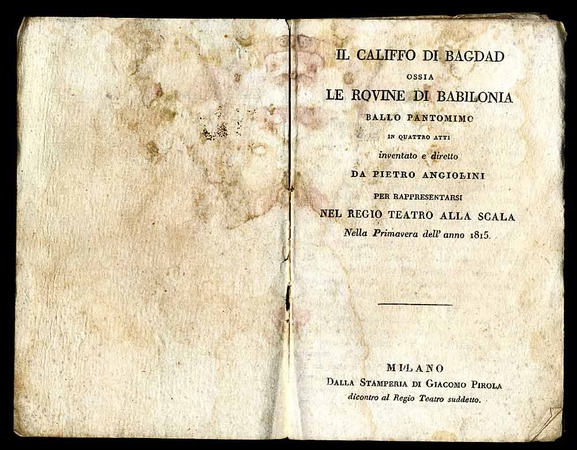 IL CALIFFO DI BAGDAD
OSSIA
LE ROVINE DI BABILONIA
BALLO PANTOMIMO
IN QUATTRO ATTI
inventato e diretto
DA PIETRO ANGIOLINI
PER RAPPRESENTARSI
NEL REGIO TEATRO ALLA SCALA
Nella Primavera dell' anno 1815.
MILANO
DALLA STAMPERIA DI GIACOMO PIROLA
dicontro al Regio Teatro suddetto.